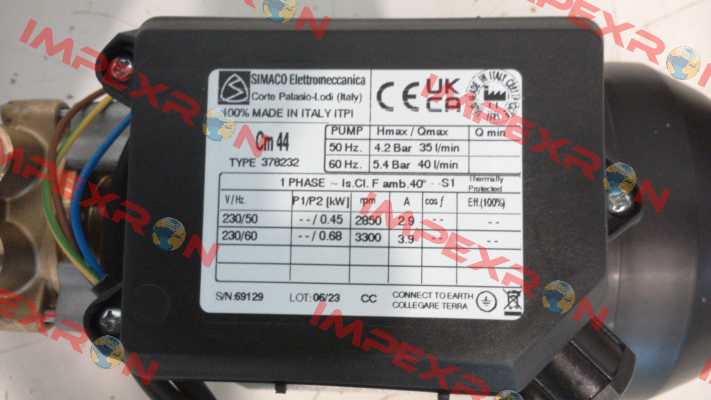 SIMACO Elettromeccanica
Corte Palasio-Lodi (Italy)
100% MADE IN ITALY ITPI
CE UK CA
Cm 44
TYPE 378232
PUMP Hmax / Qmax Q min
50 Hz. 4.2 Bar 35 l/min
60 Hz. 5.4 Bar 40 l/min
1 PHASE ~ Is.Cl. F amb.40° --S1 Thermally Protected
V/Hz. P1/P2 [kW] rpm A cos f Eff.(100%)
230/50 --/ 0.45 2850 2.9 -- --
230/60 --/ 0.68 3300 3.9 --
S/N:69129 LOT: 06/23 CC CONNECT TO EARTH
COLLEGARE TERRA
IMPEXRON
IMPEXRON
IMPEXRON
IMPEXRON
IMPEXRON